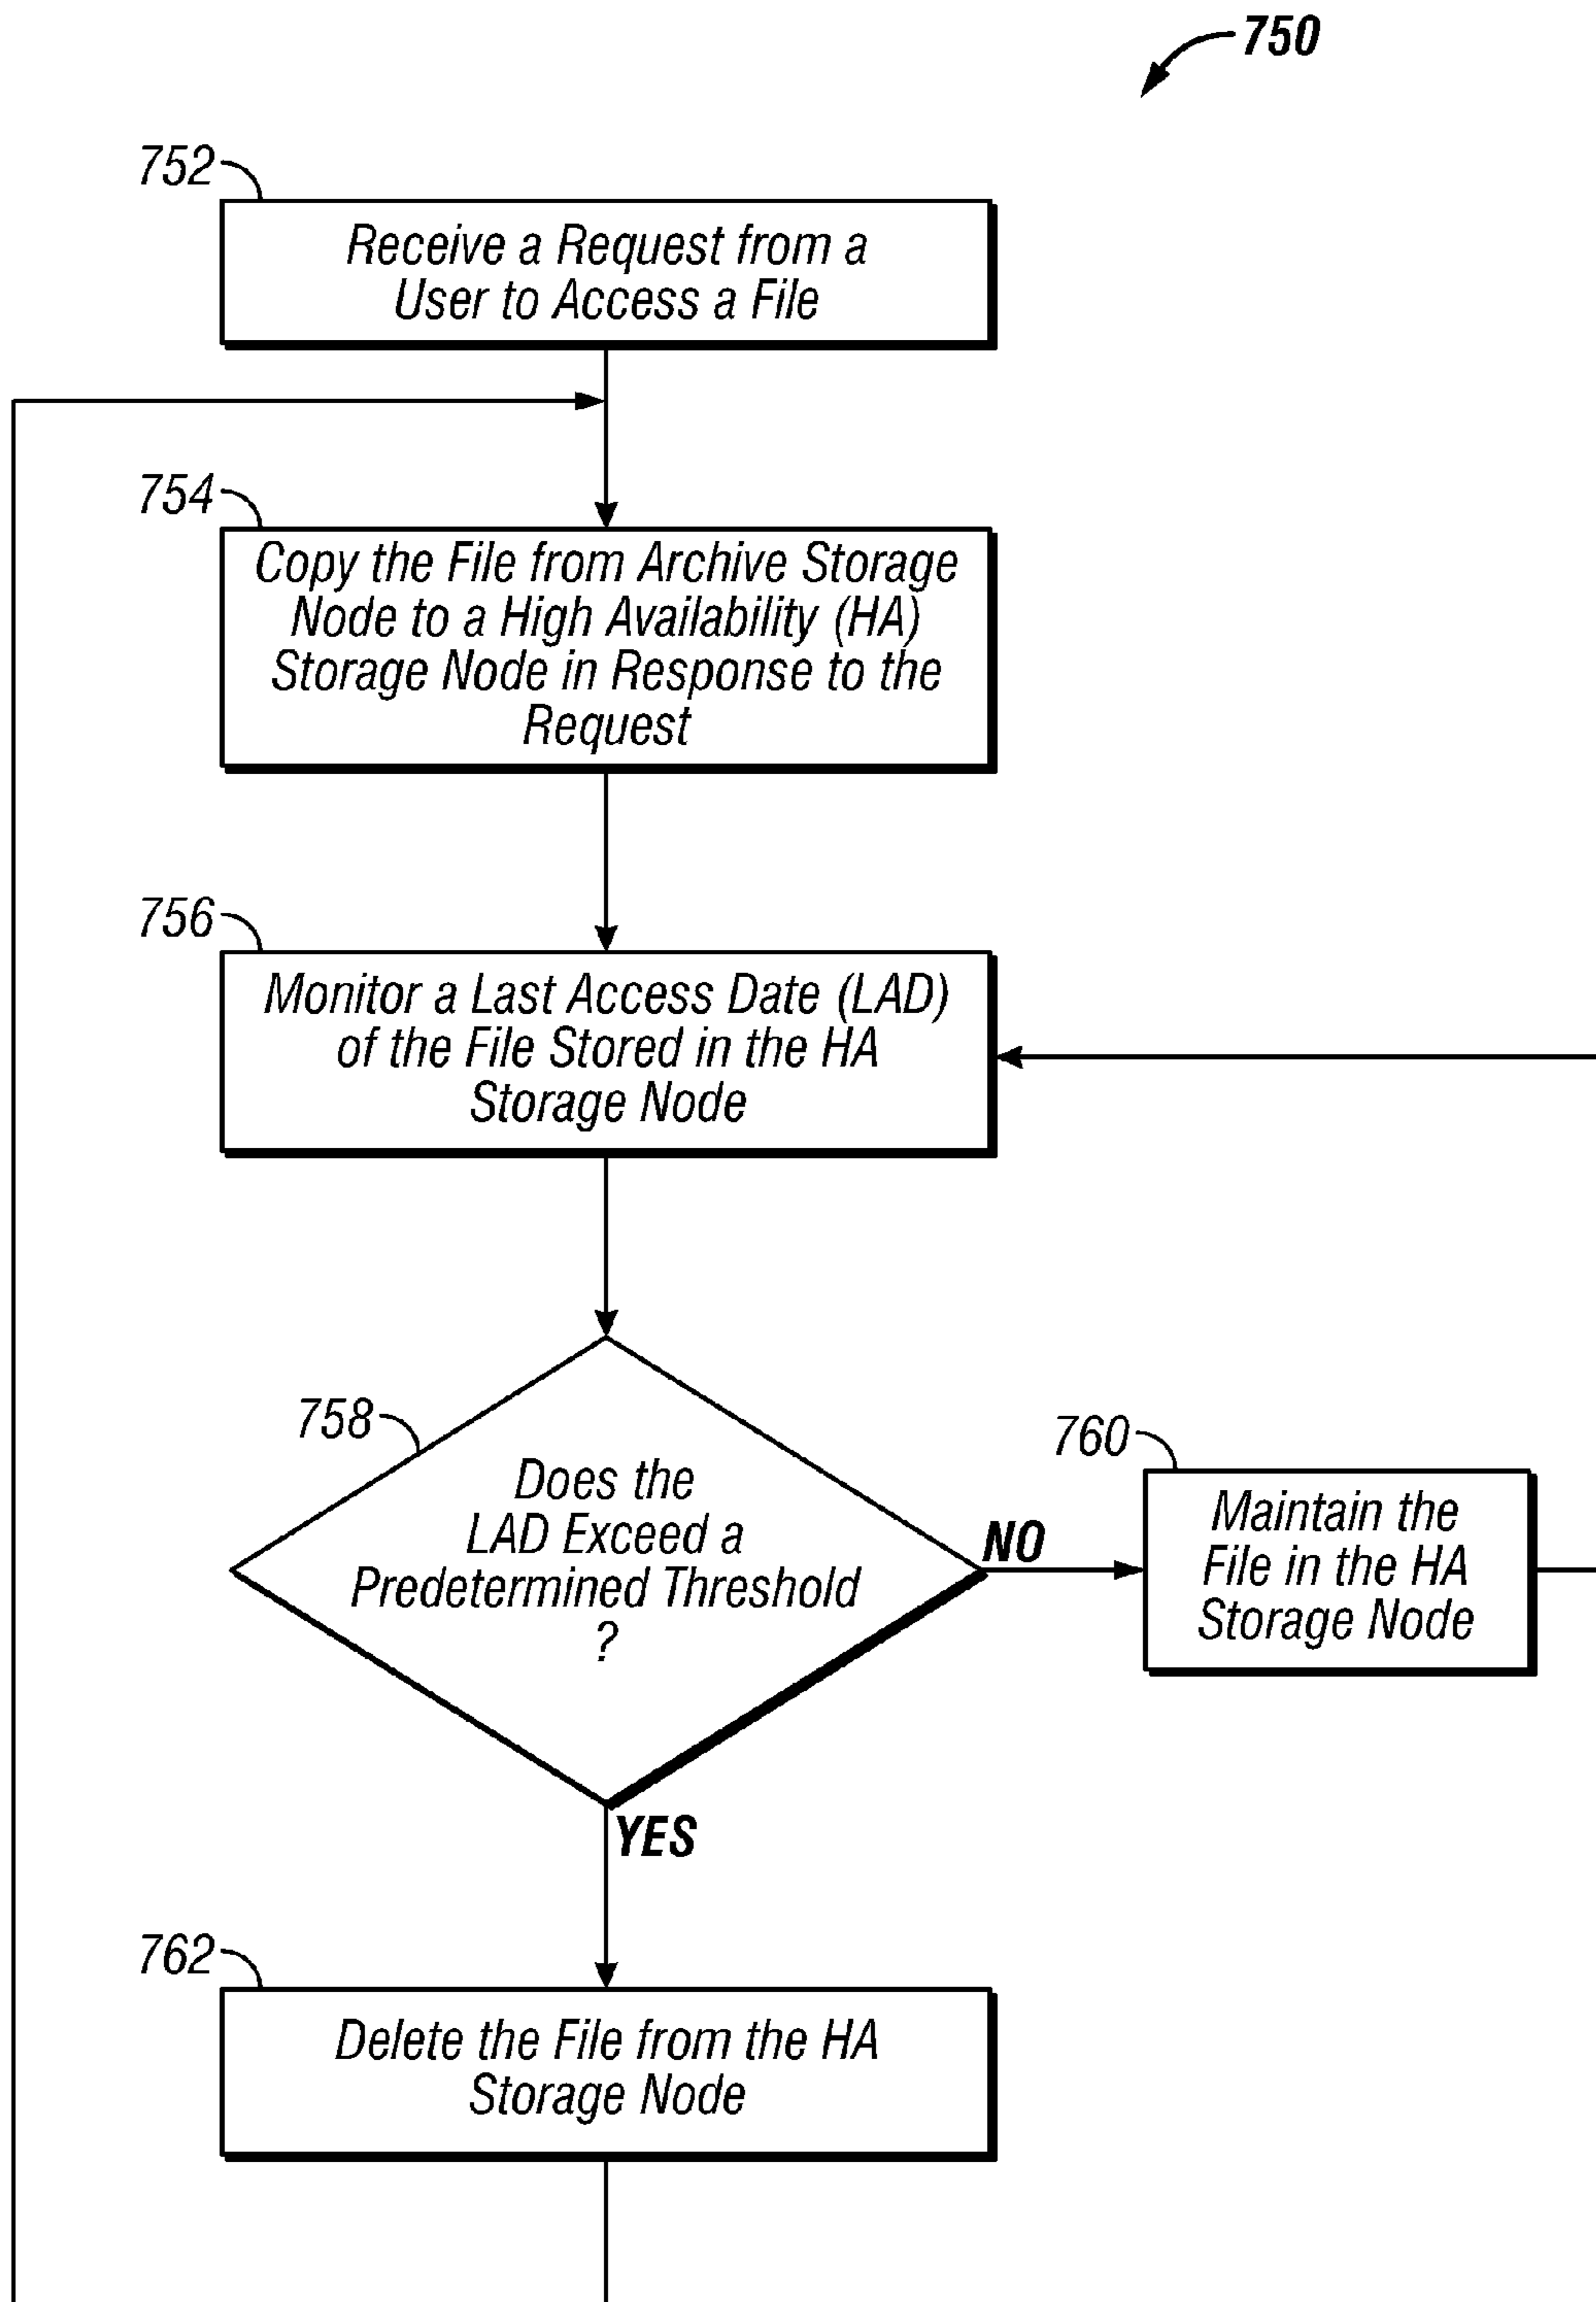 750
752
Receive a Request from a
User to Access a File
754
Copy the File from Archive Storage
Node to a High Availability (HA)
Storage Node in Response to the
Request
756
Monitor a Last Access Date (LAD)
of the File Stored in the HA
Storage Node
758
Does the
LAD Exceed a
Predetermined Threshold
?
NO
760
Maintain the
File in the HA
Storage Node
YES
762
Delete the File from the HA
Storage Node